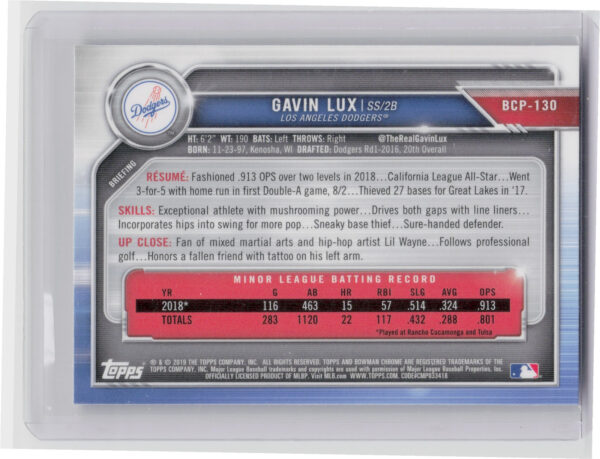 Dodgers
GAVIN LUX | SS/2B
LOS ANGELES DODGERS®
BCP-130
HT: 6'2" WT: 190 BATS: Left THROWS: Right @TheRealGavinLux
BORN: 11-23-97, Kenosha, WI DRAFTED: Dodgers Rd1-2016, 20th Overall
BRIEFING
RÉSUMÉ: Fashioned .913 OPS over two levels in 2018...California League All-Star...Went
3-for-5 with home run in first Double-A game, 8/2...Thieved 27 bases for Great Lakes in '17.
SKILLS: Exceptional athlete with mushrooming power...Drives both gaps with line liners...
Incorporates hips into swing for more pop...Sneaky base thief...Sure-handed defender.
UP CLOSE: Fan of mixed martial arts and hip-hop artist Lil Wayne...Follows professional
golf...Honors a fallen friend with tattoo on his left arm.
MINOR LEAGUE BATTING RECORD
YR G AB HR RBI SLG AVG OPS
2018* 116 463 15 57 .514 .324 .913
TOTALS 283 1120 22 117 .432 .288 .801
*Played at Rancho Cucamonga and Tulsa
Topps
® & © 2019 THE TOPPS COMPANY, INC. ALL RIGHTS RESERVED. TOPPS AND BOWMAN CHROME ARE REGISTERED TRADEMARKS OF
THE TOPPS COMPANY, INC. Major League Baseball trademarks and copyrights are used with permission of Major League Baseball Properties, Inc.
OFFICIALLY LICENSED PRODUCT OF MLBP. Visit MLB.com WWW.TOPPS.COM. CODE#CMP033418